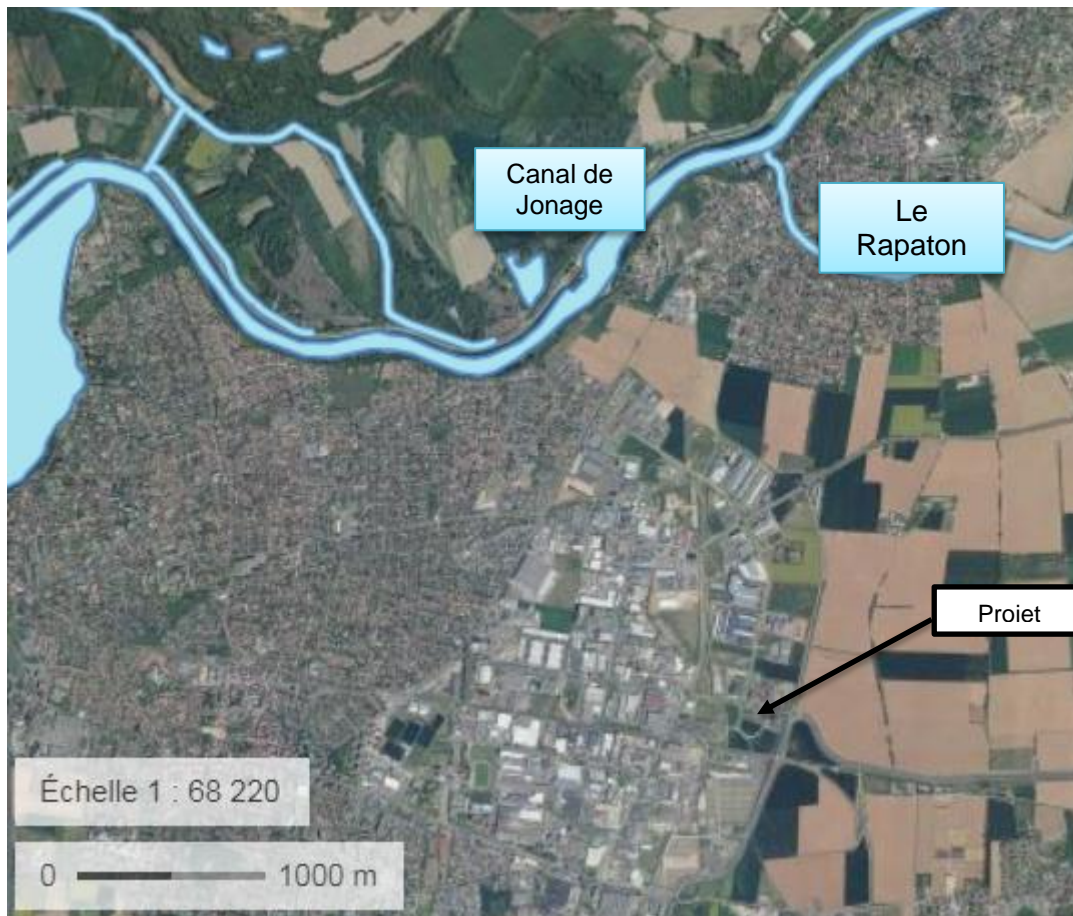 Canal de
Jonage
Le
Rapaton
Proiet
Échelle 1 : 68 220
0 1000 m